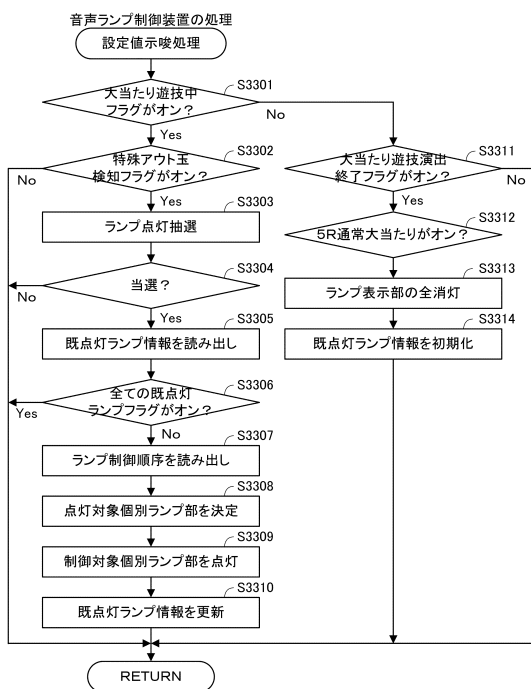 音声ランプ制御装置の処理
設定値示唆処理
S3301
大当たり遊技中
フラグがオン？
No
Yes
S3302
特殊アウト玉
検知フラグがオン？
No
Yes
S3303
ランプ点灯抽選
S3304
当選？
No
Yes
S3305
既点灯ランプ情報を読み出し
S3306
全ての既点灯
ランプフラグがオン？
Yes
No
S3307
ランプ制御順序を読み出し
S3308
点灯対象個別ランプ部を決定
S3309
制御対象個別ランプ部を点灯
S3310
既点灯ランプ情報を更新
S3311
大当たり遊技演出
終了フラグがオン？
No
Yes
S3312
5R通常大当たりがオン？
S3313
ランプ表示部の全消灯
S3314
既点灯ランプ情報を初期化
RETURN